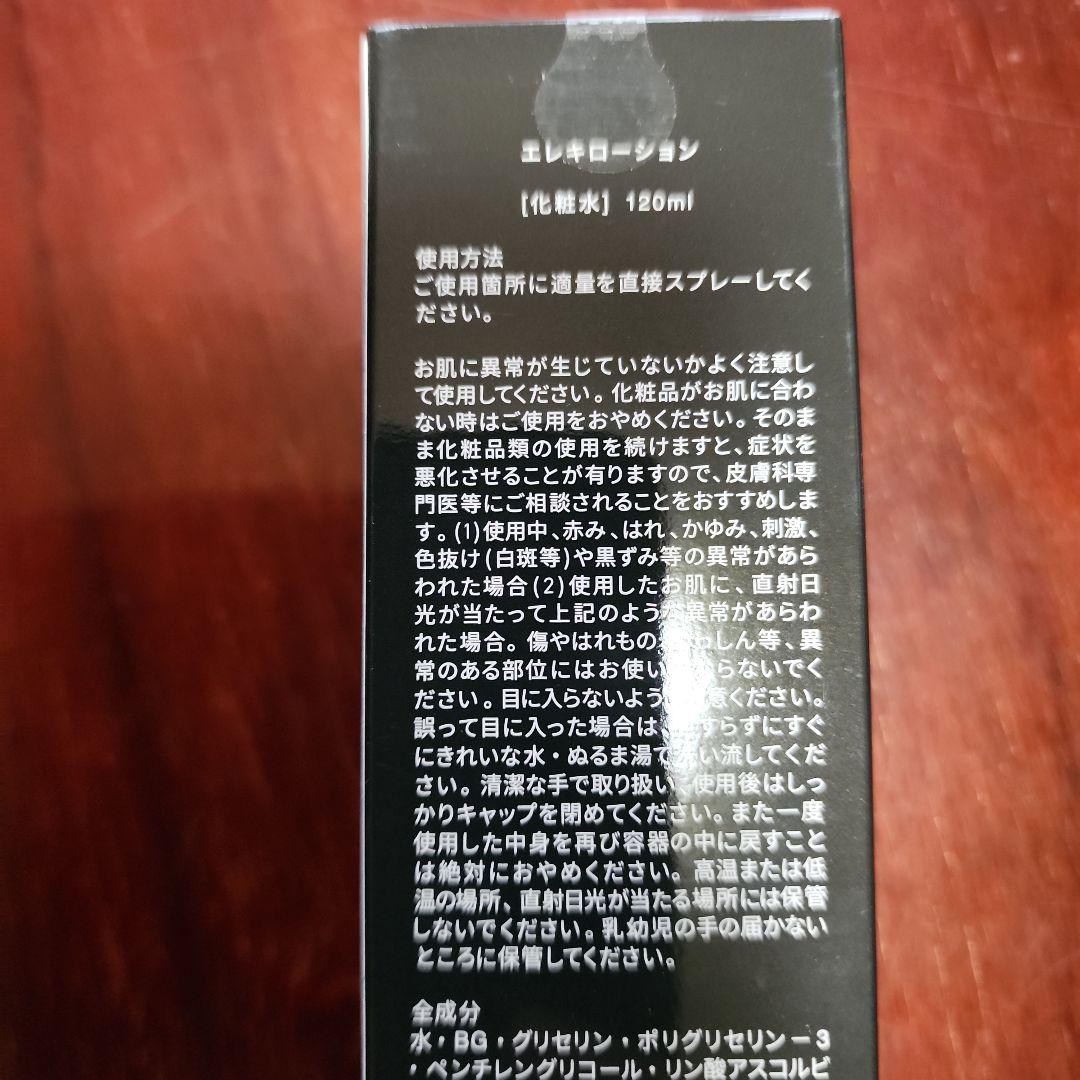 エレキローション
[化粧水] 120ml
使用方法
ご使用箇所に適量を直接スプレーしてく
ださい。
お肌に異常が生じていないかよく注意し
て使用してください。化粧品がお肌に合わ
ない時はご使用をおやめください。そのま
ま化粧品類の使用を続けますと、症状を
悪化させることが有りますので、皮膚科専
門医等にご相談されることをおすすめしま
す。(1)使用中、赤み、はれ、かゆみ、刺激、
色抜け(白斑等)や黒ずみ等の異常があら
われた場合(2)使用したお肌に、直射日
光が当たって上記のような異常があらわ
れた場合。傷やはれもの、しっしん等、異
常のある部位にはお使いにならないでく
ださい。目に入らないようご注意ください。
誤って目に入った場合は、こすらずにすぐ
にきれいな水・ぬるま湯で洗い流してくだ
さい。清潔な手で取り扱い、使用後はしっ
かりキャップを閉めてください。また一度
使用した中身を再び容器の中に戻すこと
は絶対におやめください。高温または低
温の場所、直射日光が当たる場所には保管
しないでください。乳幼児の手の届かない
ところに保管してください。
全成分
水・BG・グリセリン・ポリグリセリン－3
・ペンチレングリコール・リン酸アスコルビ